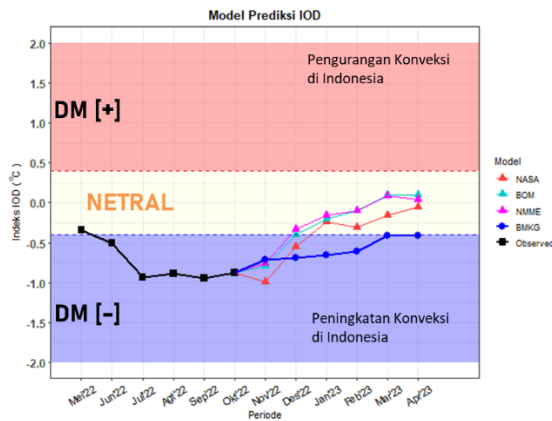 Model Prediksi IOD
2.0
1.5
1.0
0.5
0.0
-0.5
-1.0
-1.5
-2.0
Indeks IOD (°C)
Pengurangan Konveksi
di Indonesia
DM [+]
NETRAL
DM [-]
Peningkatan Konveksi
di Indonesia
Mei'22
Jun'22
Jul'22
Agt'22
Sep'22
Okt'22
Nov'22
Des'22
Jan'23
Feb'23
Mar'23
Apr'23
Periode
Model
NASA
BOM
NMME
BMKG
Observed